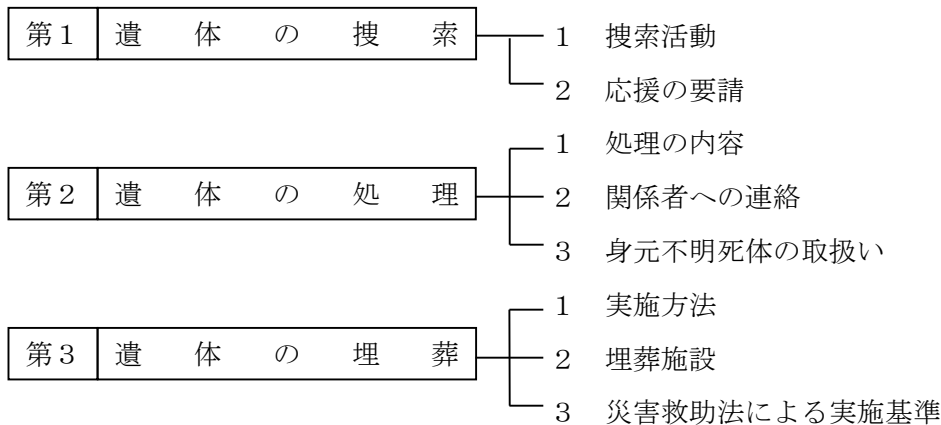 第１ 遺体の捜索 １ 捜索活動
２ 応援の要請
１ 処理の内容
第２ 遺体の処理 ２ 関係者への連絡
３ 身元不明死体の取扱い
１ 実施方法
第３ 遺体の埋葬 ２ 埋葬施設
３ 災害救助法による実施基準